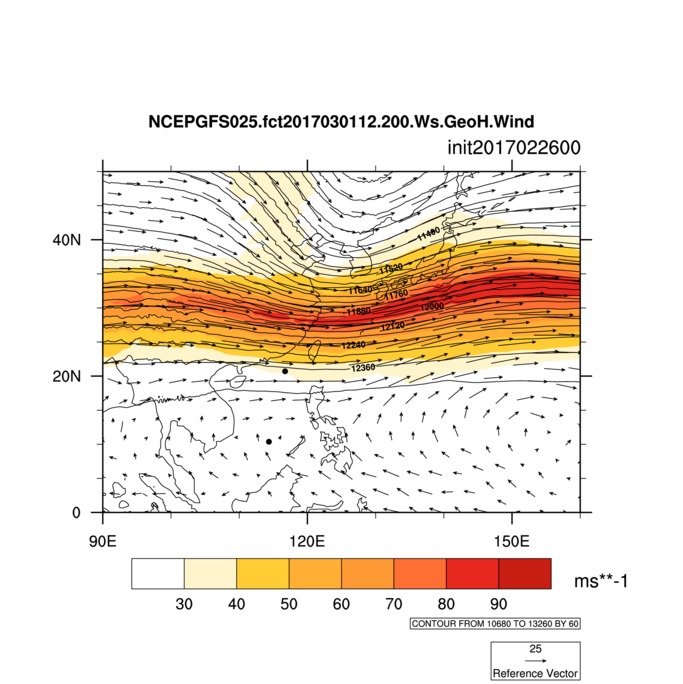 NCEPGFS025.fct2017030112.200.Ws.GeoH.Wind
init2017022600
40N
11400
11520
11640
11760
11880
12000
12120
12240
12360
20N
0
90E 120E 150E
30 40 50 60 70 80 90
ms**-1
CONTOUR FROM 10680 TO 13260 BY 60
25
Reference Vector